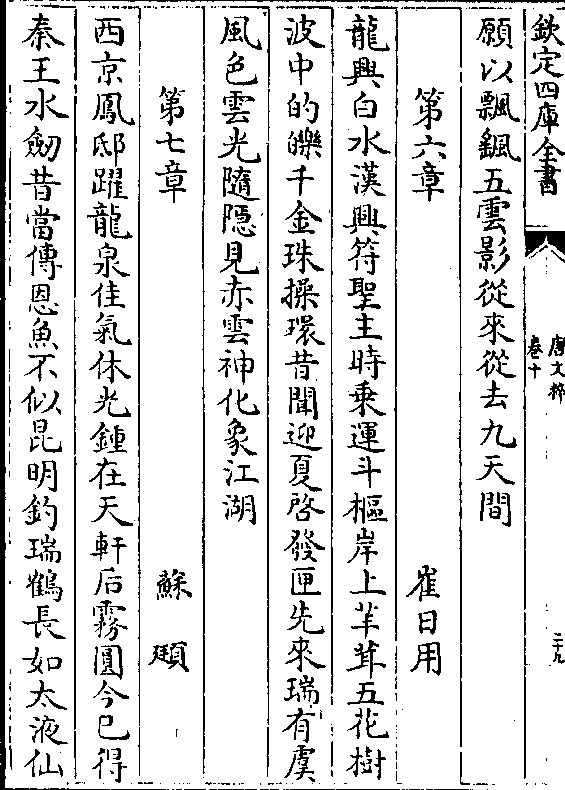 欽定四庫全書
唐文粹
卷十
二十九
願以飄颻五雲影從來從去九天間
第六章 崔日用
龍興白水漢興符聖主時乗運斗樞岸上芊茸五花樹
波中的皪千金珠操環昔聞迎夏啓發匣先來瑞有虞
風色雲光隨隠見赤雲神化象江湖
第七章 蘇頲
西京鳳邸躍龍泉佳氣休光鍾在天軒后霧圖今已得
秦王水劒昔當傳恩魚不似昆明釣瑞鶴長如太液仙